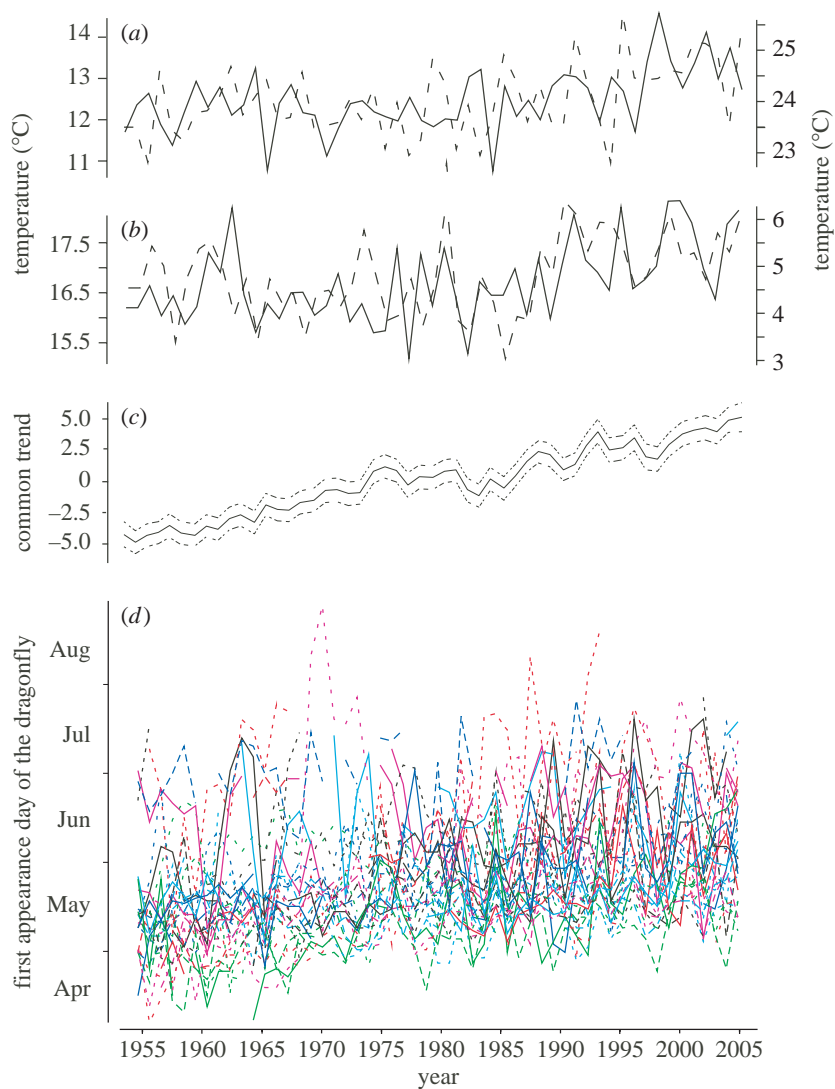 (a)
14
13
12
11
temperature (°C)
25
24
23
temperature (°C)
(b)
17.5
16.5
15.5
6
5
4
3
(c)
5.0
2.5
0
–2.5
–5.0
common trend
(d)
Aug
Jul
Jun
May
Apr
first appearance day of the dragonfly
1955 1960 1965 1970 1975 1980 1985 1990 1995 2000 2005
year